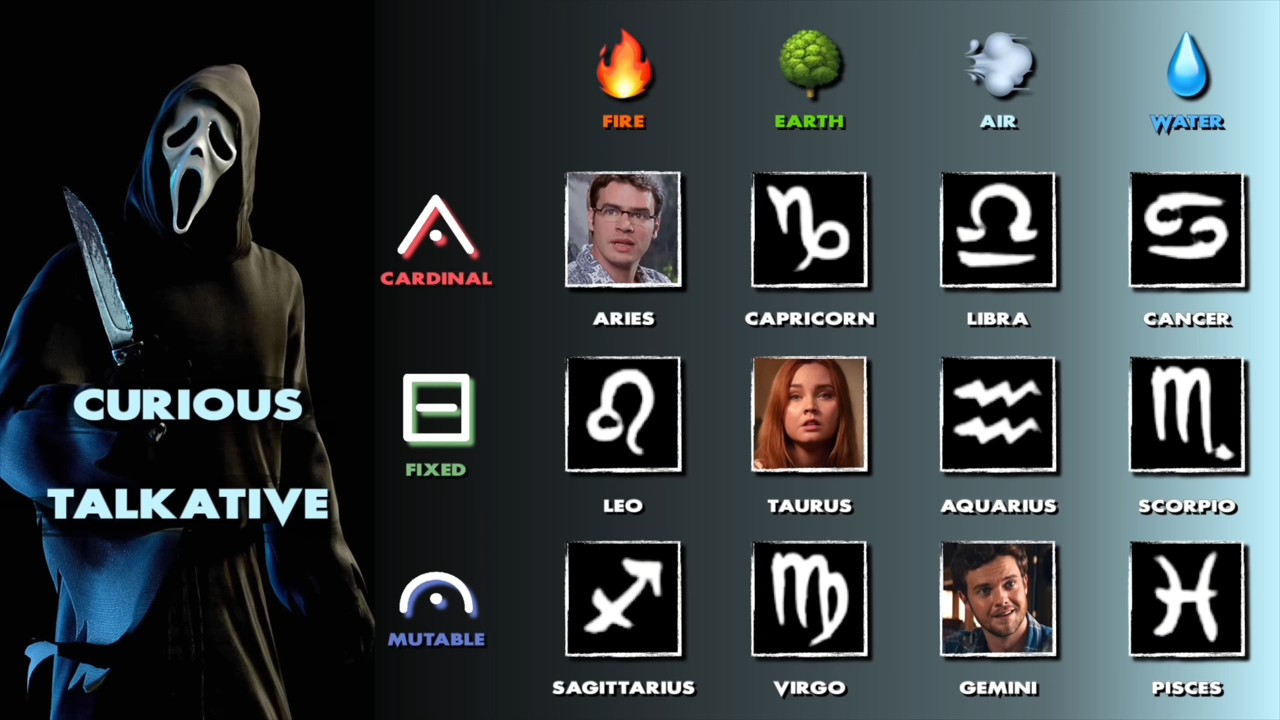 FIRE
EARTH
AIR
WATER
CARDINAL
ARIES
CAPRICORN
LIBRA
CANCER
CURIOUS
TALKATIVE
FIXED
LEO
TAURUS
AQUARIUS
SCORPIO
MUTABLE
SAGITTARIUS
VIRGO
GEMINI
PISCES